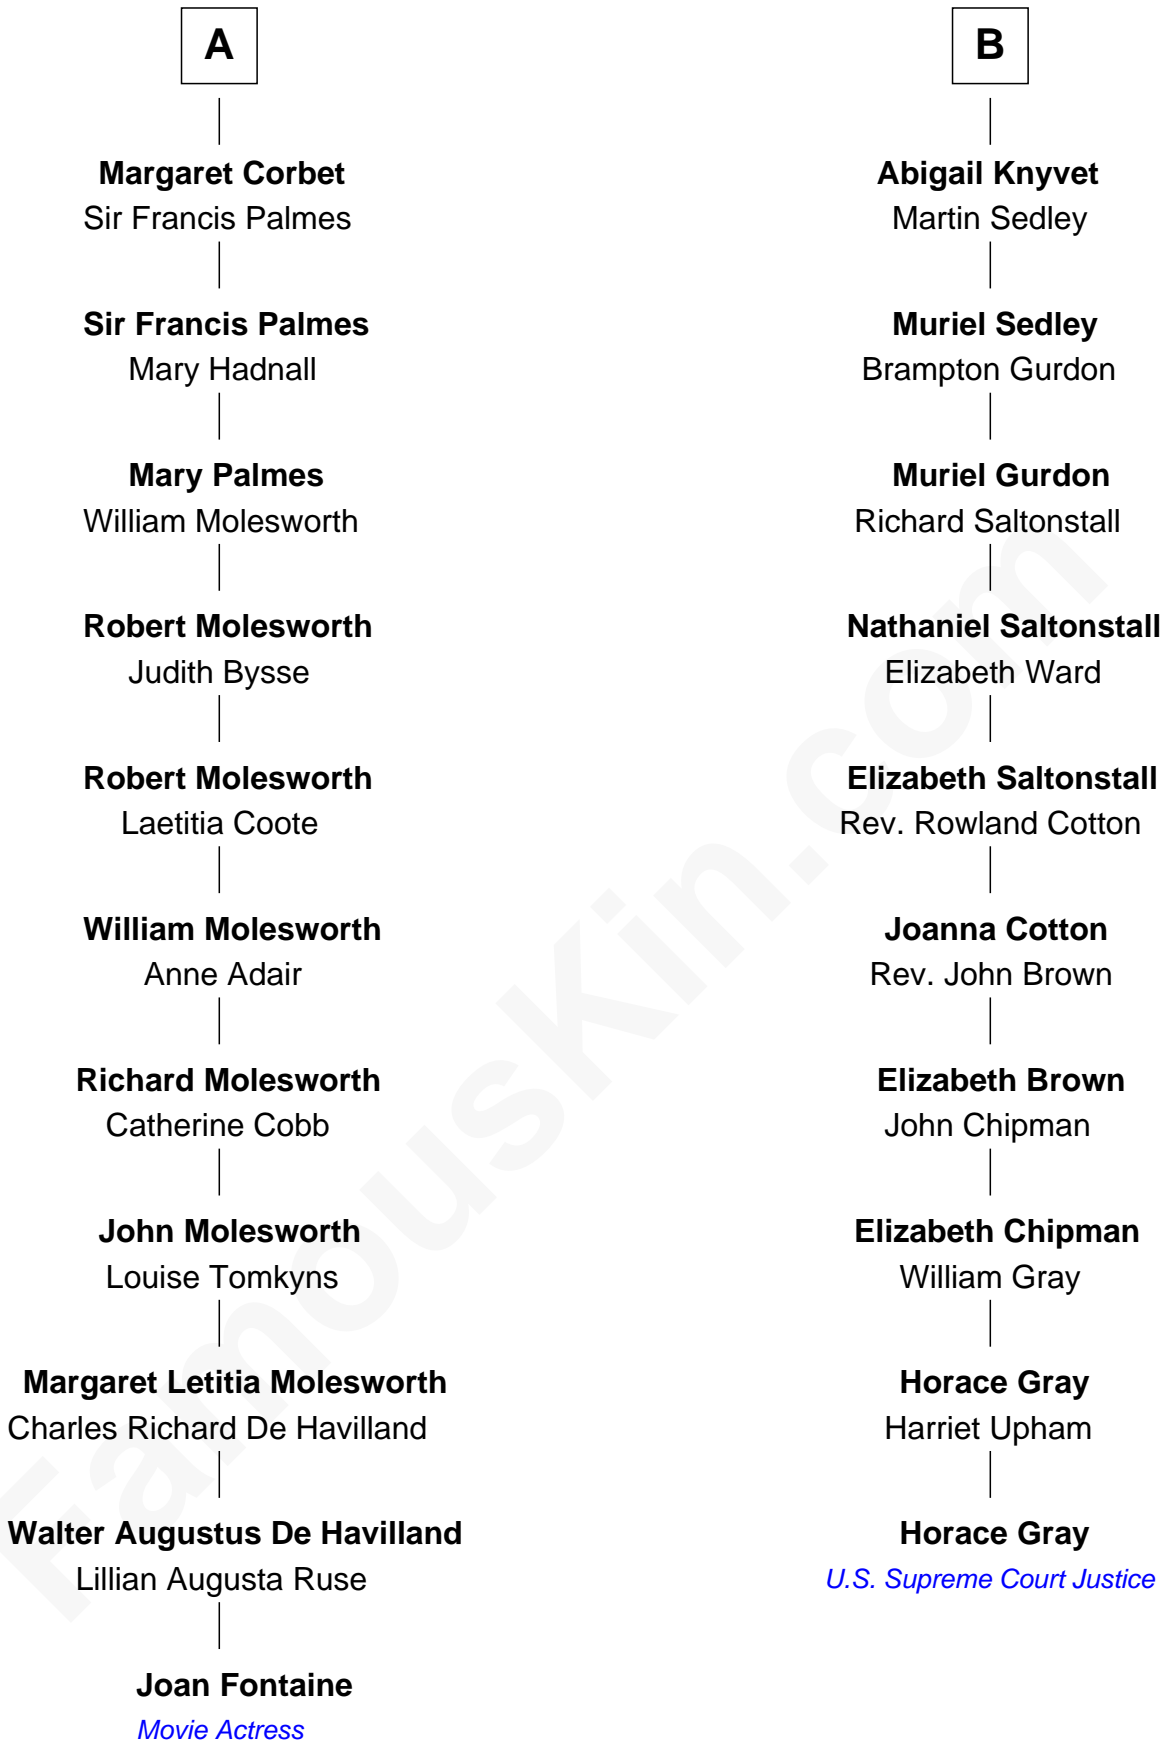 A
Margaret Corbet
Sir Francis Palmes
Sir Francis Palmes
Mary Hadnall
Mary Palmes
William Molesworth
Robert Molesworth
Judith Bysse
Robert Molesworth
Laetitia Coote
William Molesworth
Anne Adair
Richard Molesworth
Catherine Cobb
John Molesworth
Louise Tomkyns
Margaret Letitia Molesworth
Charles Richard De Havilland
Walter Augustus De Havilland
Lillian Augusta Ruse
Joan Fontaine
Movie Actress
B
Abigail Knyvet
Martin Sedley
Muriel Sedley
Brampton Gurdon
Muriel Gurdon
Richard Saltonstall
Nathaniel Saltonstall
Elizabeth Ward
Elizabeth Saltonstall
Rev. Rowland Cotton
Joanna Cotton
Rev. John Brown
Elizabeth Brown
John Chipman
Elizabeth Chipman
William Gray
Horace Gray
Harriet Upham
Horace Gray
U.S. Supreme Court Justice
FamousKin.com